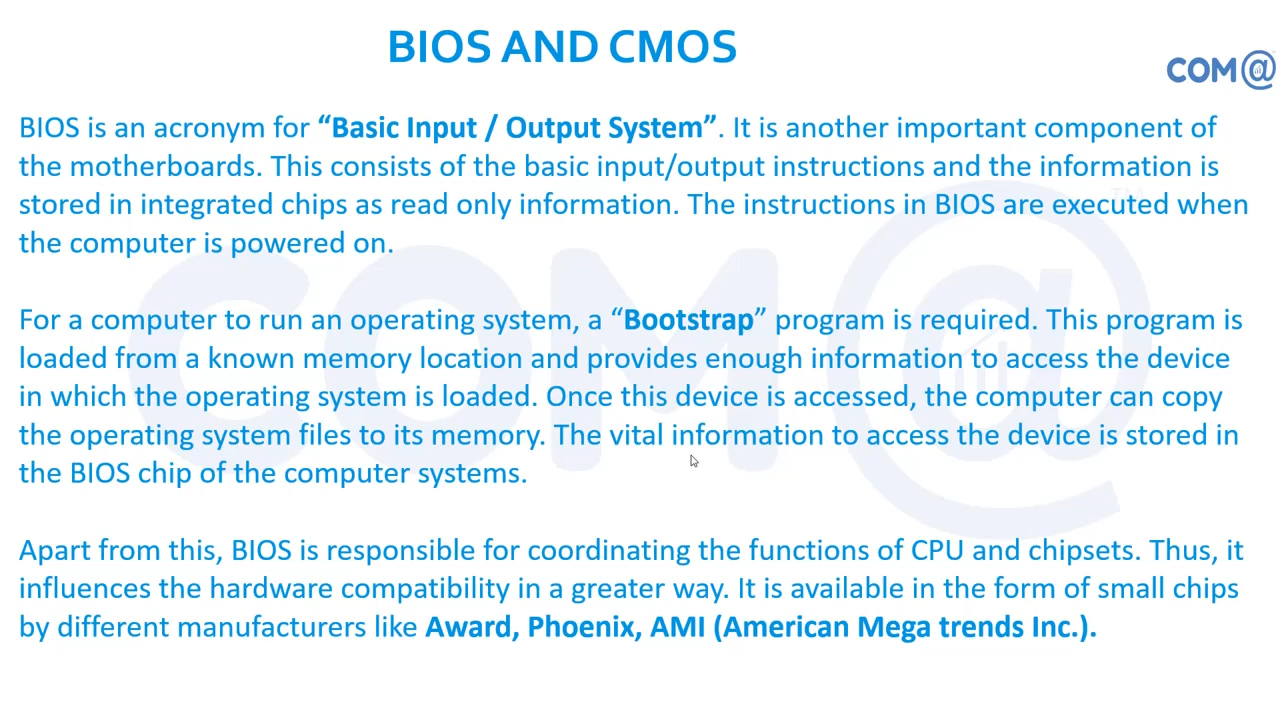 BIOS AND CMOS
COM@
BIOS is an acronym for “Basic Input / Output System”. It is another important component of
the motherboards. This consists of the basic input/output instructions and the information is
stored in integrated chips as read only information. The instructions in BIOS are executed when
the computer is powered on.
For a computer to run an operating system, a “Bootstrap” program is required. This program is
loaded from a known memory location and provides enough information to access the device
in which the operating system is loaded. Once this device is accessed, the computer can copy
the operating system files to its memory. The vital information to access the device is stored in
the BIOS chip of the computer systems.
Apart from this, BIOS is responsible for coordinating the functions of CPU and chipsets. Thus, it
influences the hardware compatibility in a greater way. It is available in the form of small chips
by different manufacturers like Award, Phoenix, AMI (American Mega trends Inc.).
COM@ TM